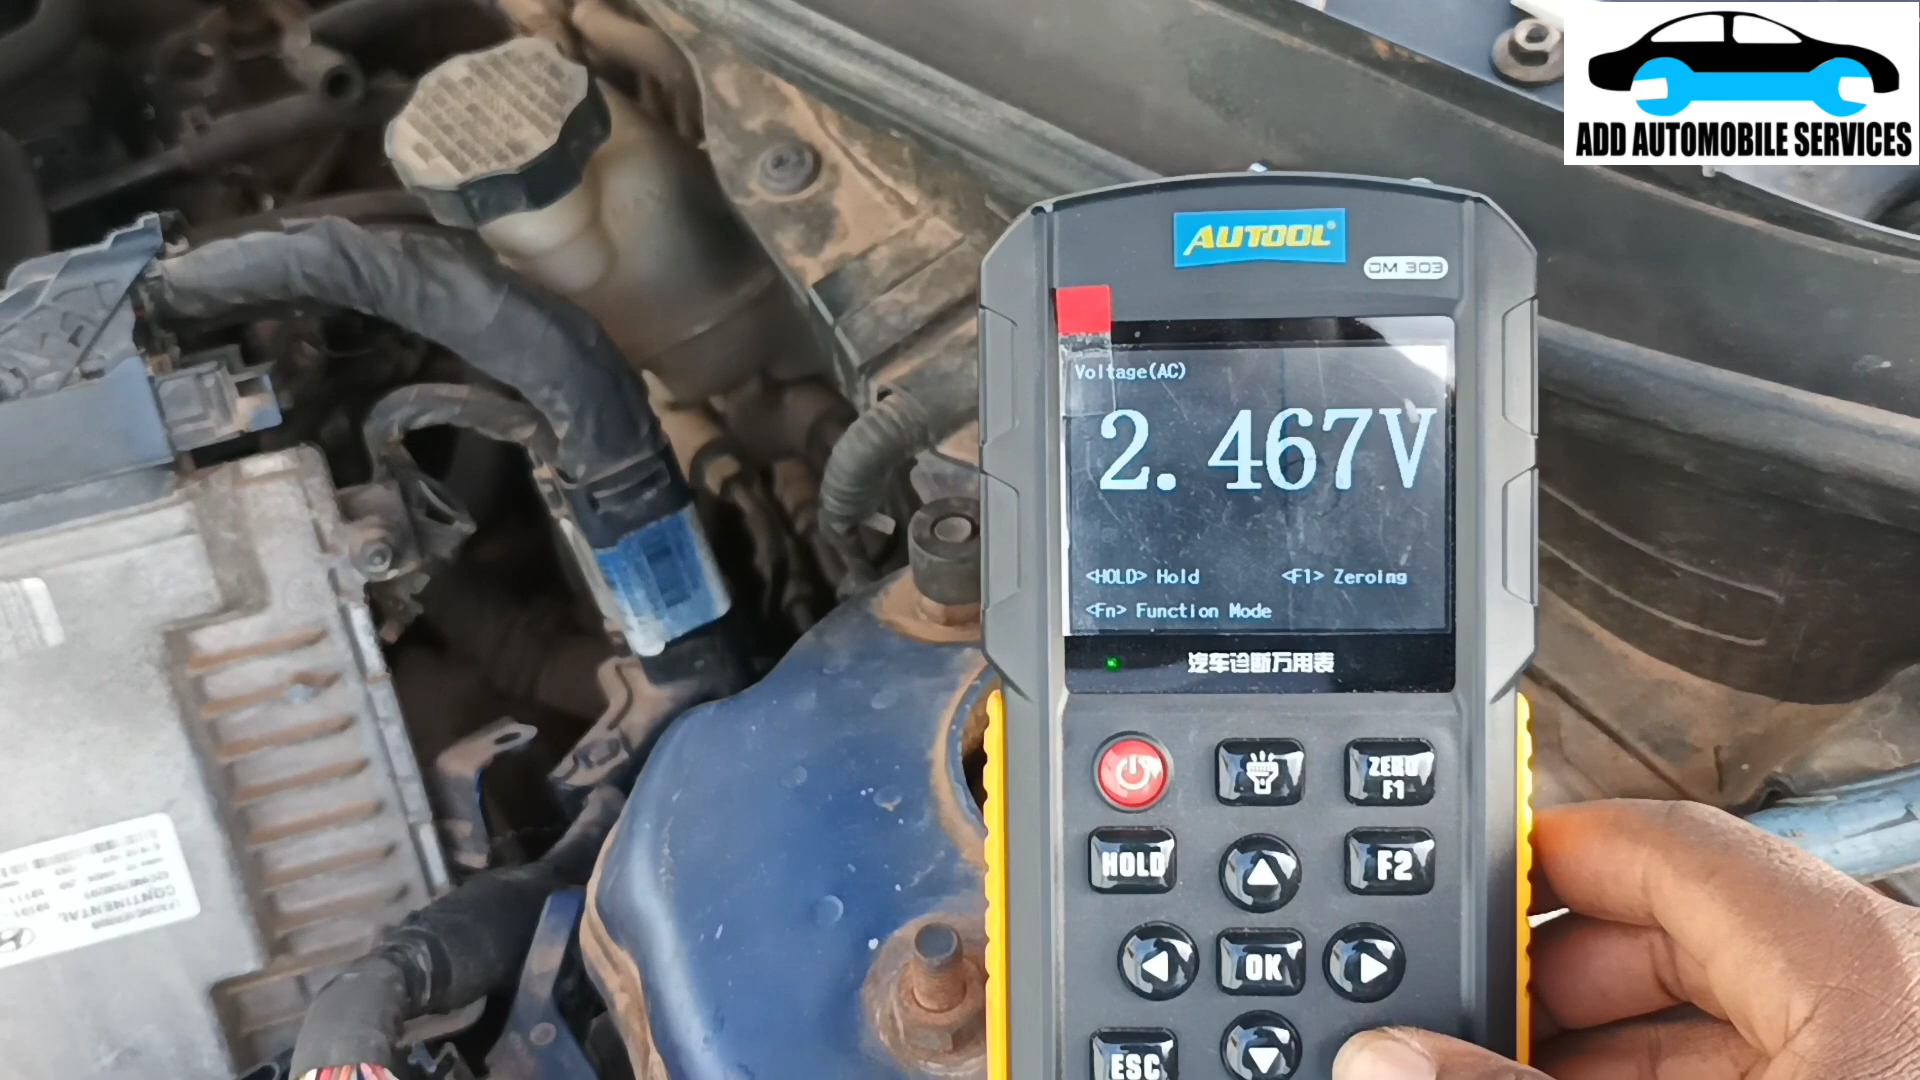 ADD AUTOMOBILE SERVICES
AUTOOL®
DM 303
Voltage(AC)
2.467V
<HOLD> Hold <F1> Zeroing
<Fn> Function Mode
汽车诊断万用表
ZERO
F1
HOLD
F2
OK
ESC
CONTINENTAL